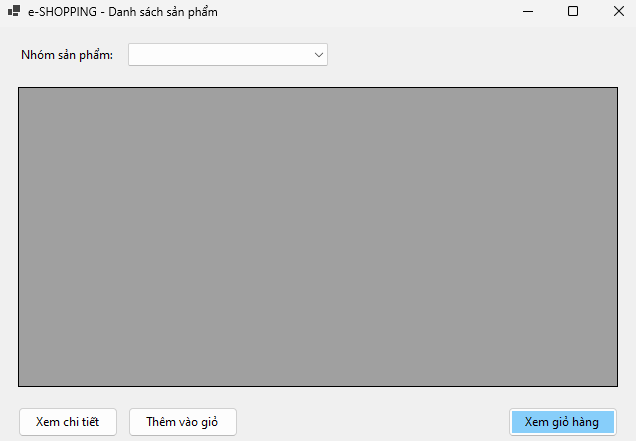 e-SHOPPING - Danh sách sản phẩm
Nhóm sản phẩm:
Xem chi tiết
Thêm vào giỏ
Xem giỏ hàng